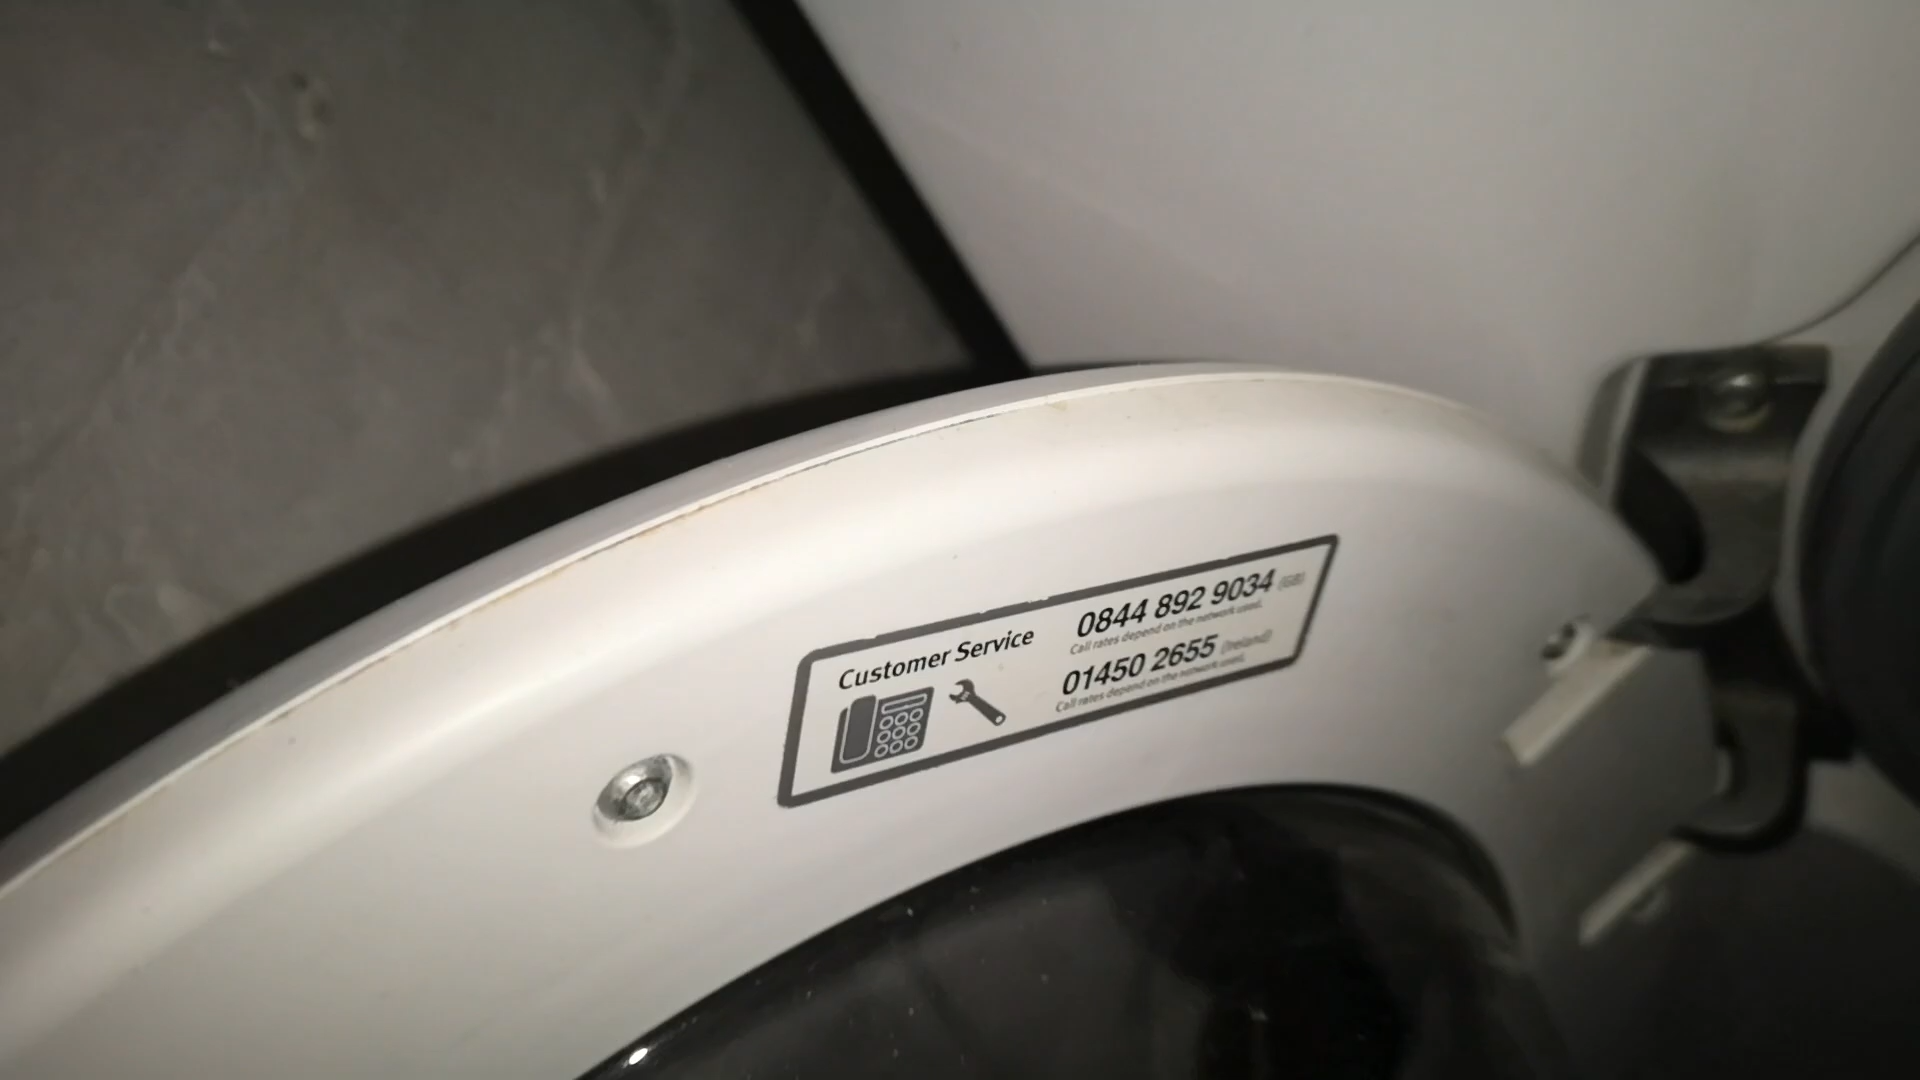 Customer Service
0844 892 9034 (GB)
Call rates depend on the network used.
01450 2655 (Ireland)
Call rates depend on the network used.